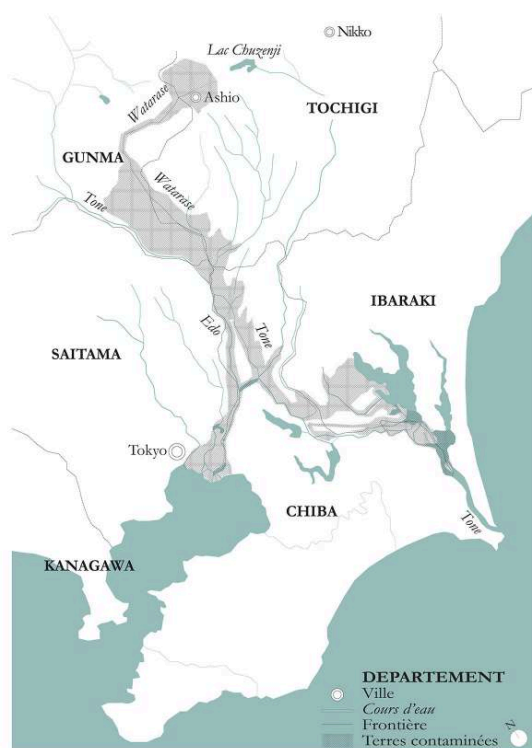 Nikko
Lac Chuzenji
Watarase
Ashio
TOCHIGI
GUNMA
Watarase
Tone
IBARAKI
Edo
Tone
SAITAMA
Tokyo
CHIBA
Tone
KANAGAWA
DEPARTEMENT
Ville
Cours d'eau
Frontière
Terres contaminées
N